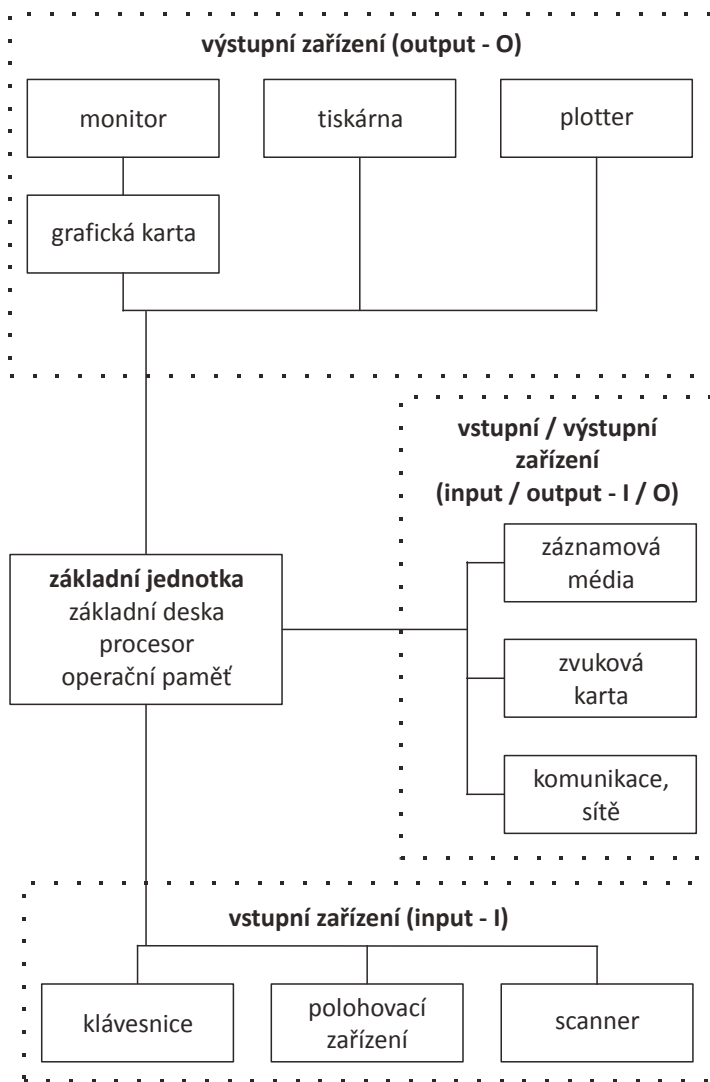 výstupní zařízení (output - O)
monitor
tiskárna
plotter
grafická karta
vstupní / výstupní
zařízení
(input / output - I / O)
záznamová
média
základní jednotka
základní deska
procesor
operační paměť
zvuková
karta
komunikace,
sítě
vstupní zařízení (input - I)
klávesnice
polohovací
zařízení
scanner